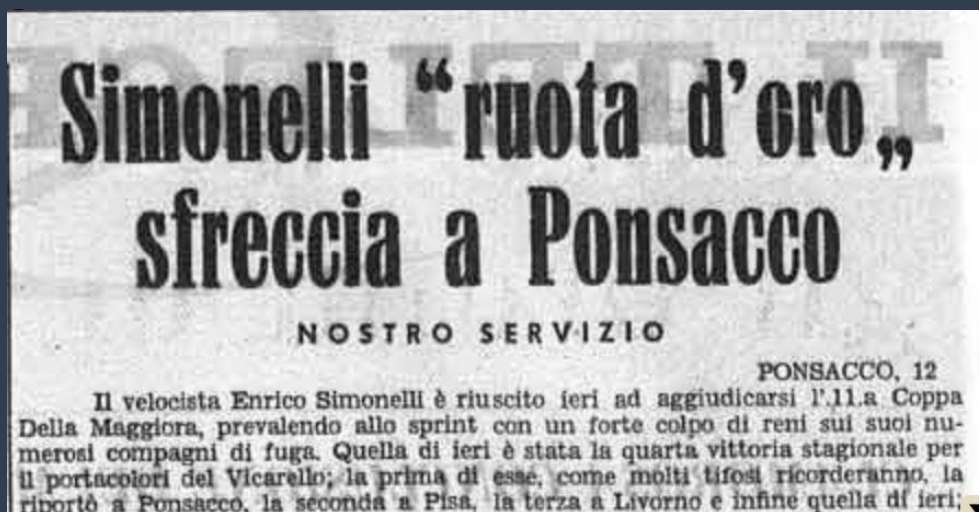 Simonelli “ruota d'oro„
sfreccia a Ponsacco
NOSTRO SERVIZIO
PONSACCO, 12
Il velocista Enrico Simonelli è riuscito ieri ad aggiudicarsi l'11.a Coppa
Della Maggiora, prevalendo allo sprint con un forte colpo di reni sui suoi nu-
merosi compagni di fuga. Quella di ieri è stata la quarta vittoria stagionale per
il portacolori del Vicarello; la prima di esse, come molti tifosi ricorderanno, la
riportò a Ponsacco, la seconda a Pisa, la terza a Livorno e infine quella di ieri;